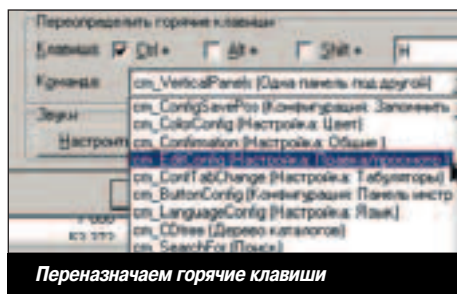 Переопределить горячие клавиши
Клавиша: Ctrl + Alt + Shift + H
Команда:
cm_VerticalPanels (Одна панель под другой)
cm_ConfigSavePos (Конфигурация: Запомнить
cm_ColorConfig (Настройка: Цвет)
cm_Confirmation (Настройка: Общие)
Звуки
cm_EditConfig (Настройка: Правка/просмотр)
Настроить
cm_ConfTabChange (Настройка: Табуляторы)
cm_ButtonConfig (Конфигурация: Панель инстр
cm_LanguageConfig (Настройка: Язык)
cm_CDtree (Дерево каталогов)
cm_SearchFor (Поиск)
Переназначаем горячие клавиши